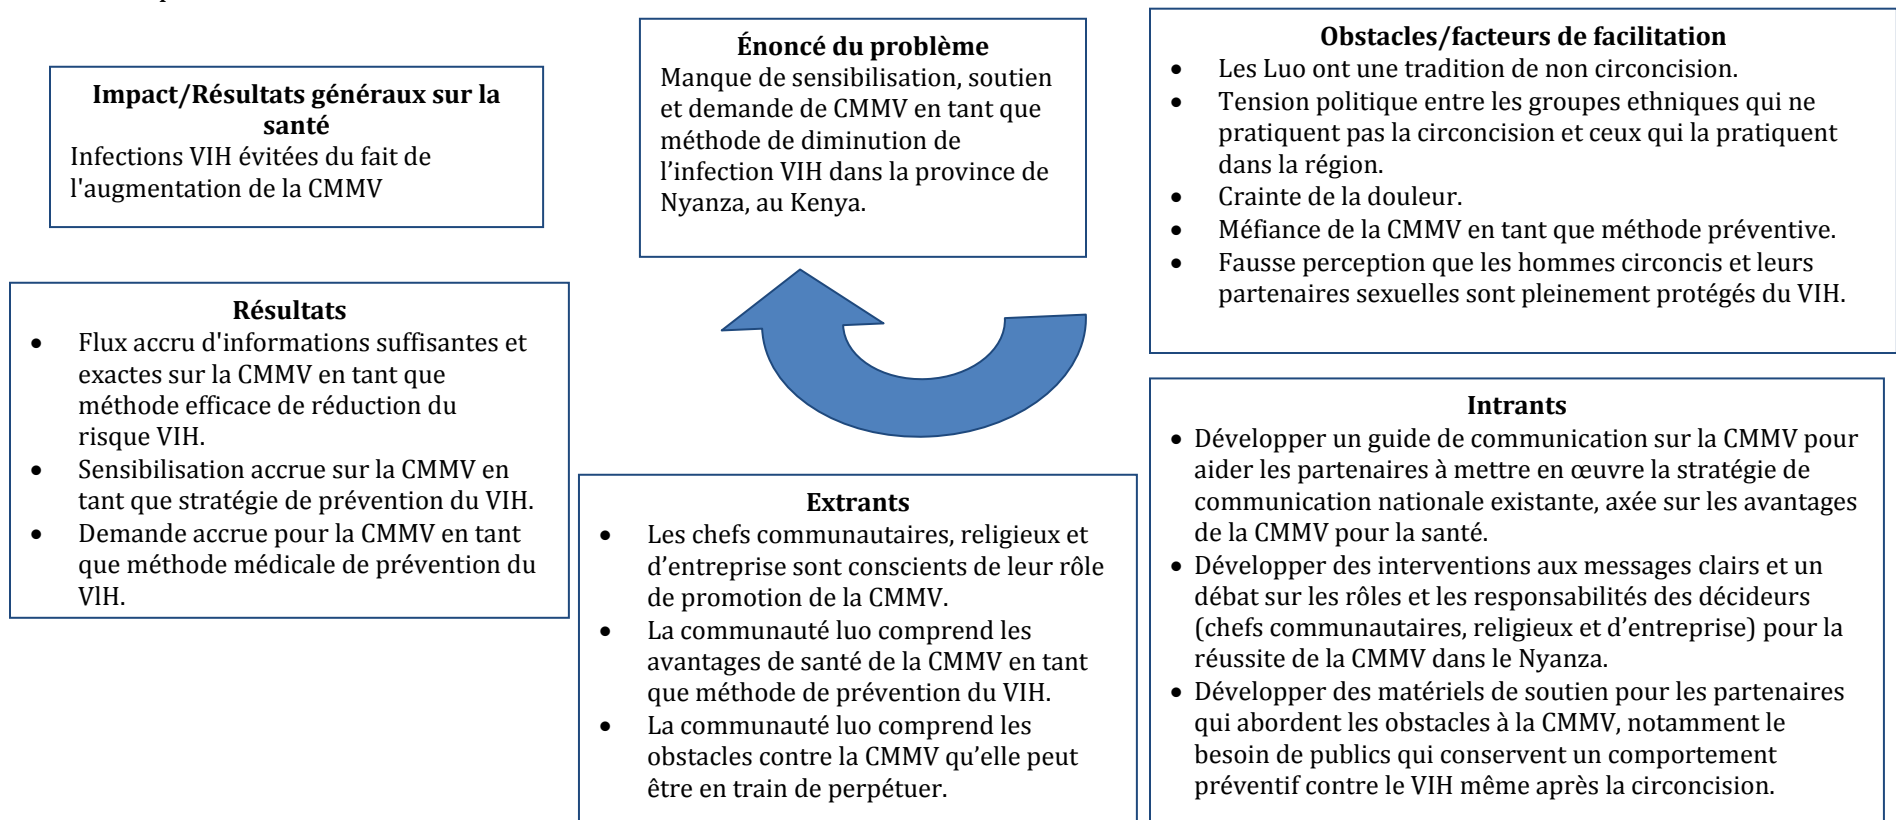 Impact/Résultats généraux sur la
santé
Infections VIH évitées du fait de
l'augmentation de la CMMV
Énoncé du problème
Manque de sensibilisation, soutien
et demande de CMMV en tant que
méthode de diminution de
l’infection VIH dans la province de
Nyanza, au Kenya.
Obstacles/facteurs de facilitation
• Les Luo ont une tradition de non circoncision.
• Tension politique entre les groupes ethniques qui ne
pratiquent pas la circoncision et ceux qui la pratiquent
dans la région.
• Crainte de la douleur.
• Méfiance de la CMMV en tant que méthode préventive.
• Fausse perception que les hommes circoncis et leurs
partenaires sexuelles sont pleinement protégés du VIH.
Résultats
• Flux accru d'informations suffisantes et
exactes sur la CMMV en tant que
méthode efficace de réduction du
risque VIH.
• Sensibilisation accrue sur la CMMV en
tant que stratégie de prévention du VIH.
• Demande accrue pour la CMMV en tant
que méthode médicale de prévention du
VlH.
Extrants
• Les chefs communautaires, religieux et
d’entreprise sont conscients de leur rôle
de promotion de la CMMV.
• La communauté luo comprend les
avantages de santé de la CMMV en tant
que méthode de prévention du VIH.
• La communauté luo comprend les
obstacles contre la CMMV qu’elle peut
être en train de perpétuer.
Intrants
• Développer un guide de communication sur la CMMV pour
aider les partenaires à mettre en œuvre la stratégie de
communication nationale existante, axée sur les avantages
de la CMMV pour la santé.
• Développer des interventions aux messages clairs et un
débat sur les rôles et les responsabilités des décideurs
(chefs communautaires, religieux et d’entreprise) pour la
réussite de la CMMV dans le Nyanza.
• Développer des matériels de soutien pour les partenaires
qui abordent les obstacles à la CMMV, notamment le
besoin de publics qui conservent un comportement
préventif contre le VIH même après la circoncision.